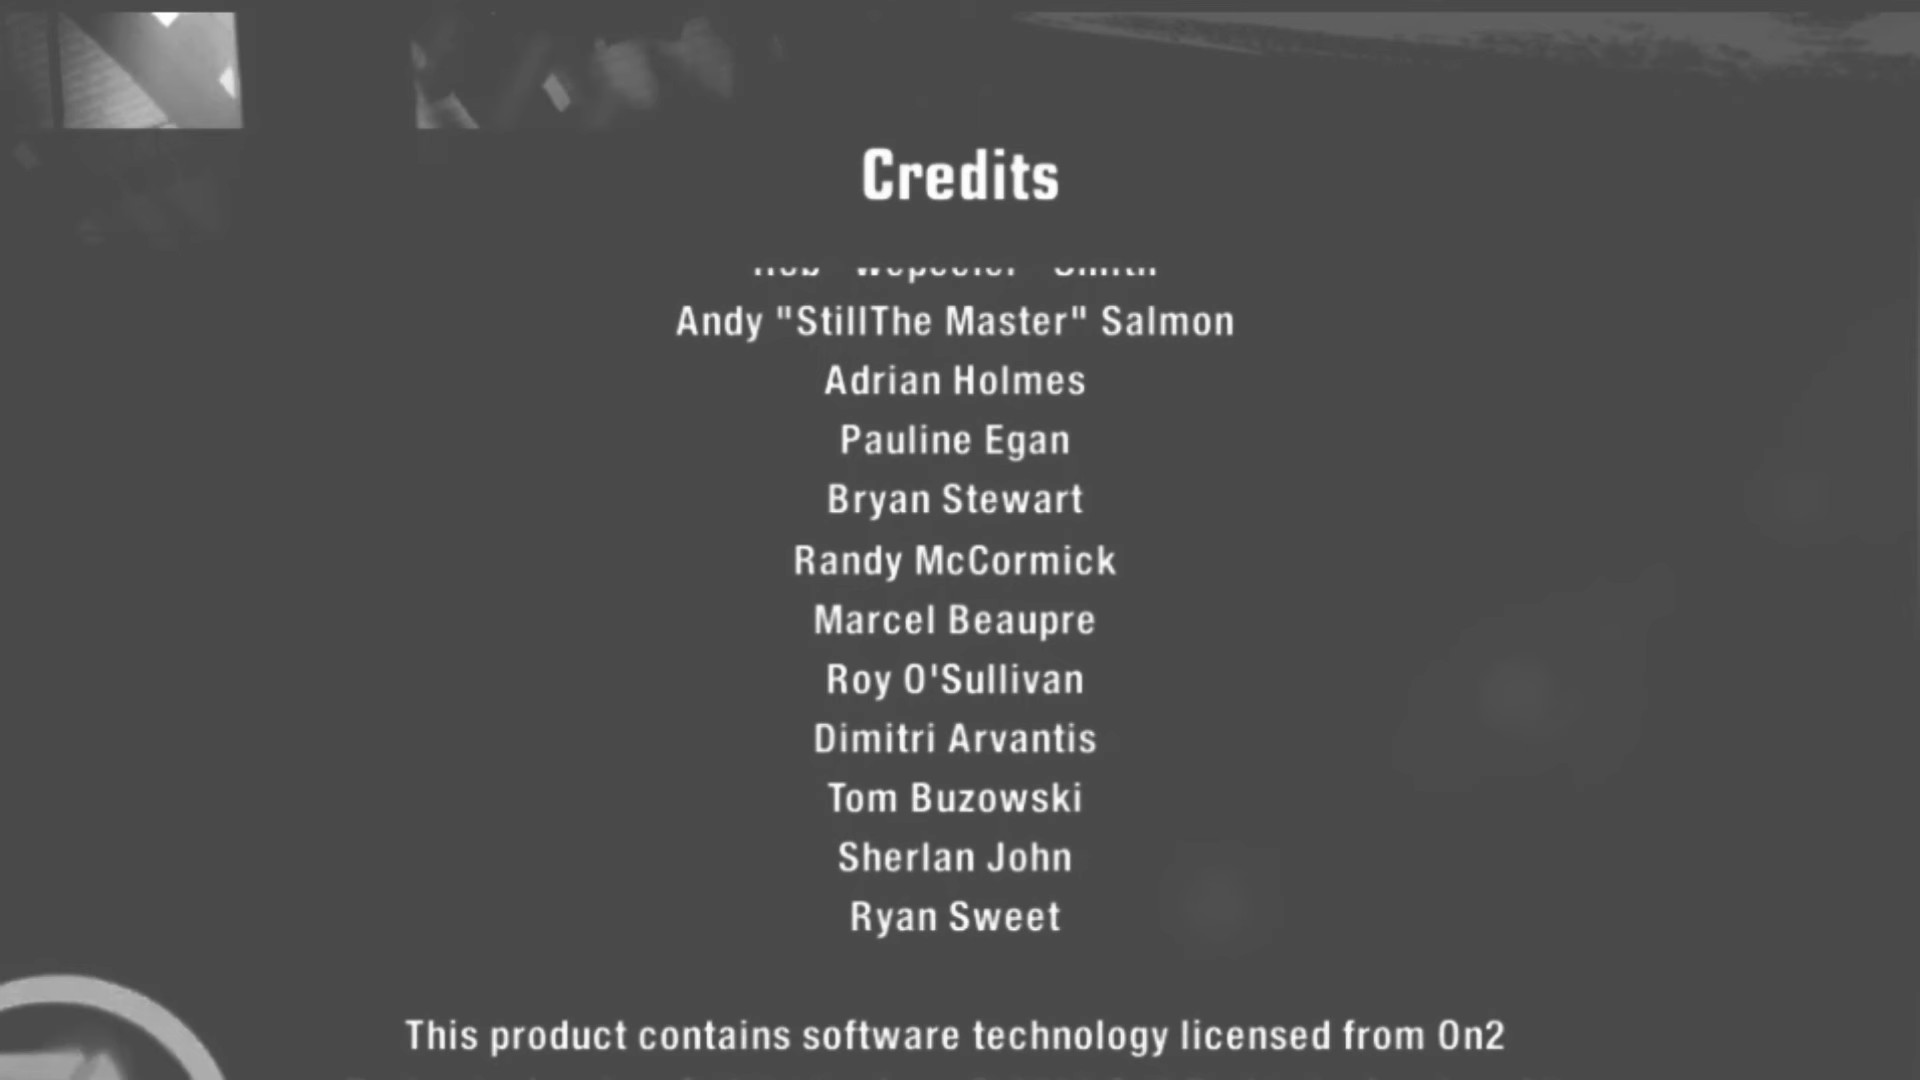 Credits
Andy "StillThe Master" Salmon
Adrian Holmes
Pauline Egan
Bryan Stewart
Randy McCormick
Marcel Beaupre
Roy O'Sullivan
Dimitri Arvantis
Tom Buzowski
Sherlan John
Ryan Sweet
This product contains software technology licensed from On2